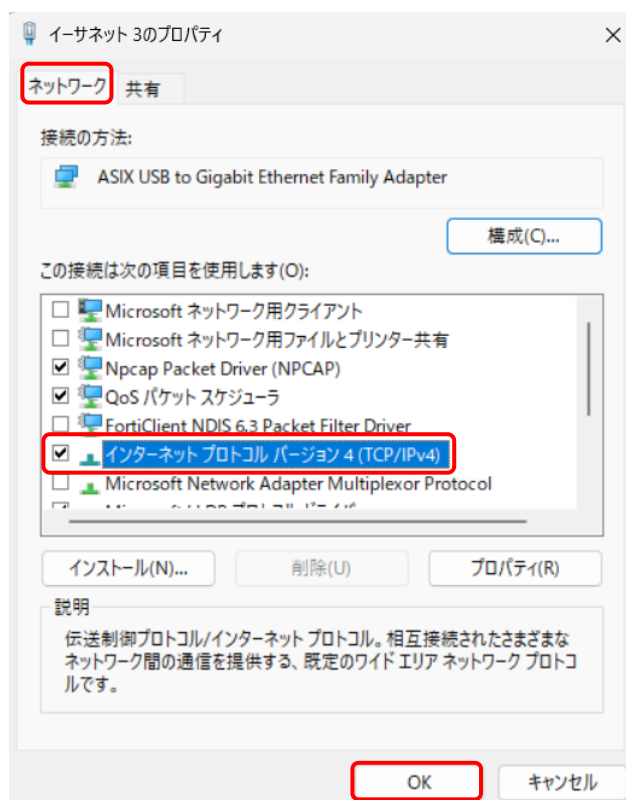 イーサネット 3のプロパティ
ネットワーク 共有
接続の方法:
ASIX USB to Gigabit Ethernet Family Adapter
構成(C)...
この接続は次の項目を使用します(O):
Microsoft ネットワーク用クライアント
Microsoft ネットワーク用ファイルとプリンター共有
Npcap Packet Driver (NPCAP)
QoS パケット スケジューラ
FortiClient NDIS 6.3 Packet Filter Driver
インターネット プロトコル バージョン 4 (TCP/IPv4)
Microsoft Network Adapter Multiplexor Protocol
インストール(N)... 削除(U) プロパティ(R)
説明
伝送制御プロトコル/インターネット プロトコル。相互接続されたさまざまな
ネットワーク間の通信を提供する、既定のワイド エリア ネットワーク プロトコ
ルです。
OK キャンセル